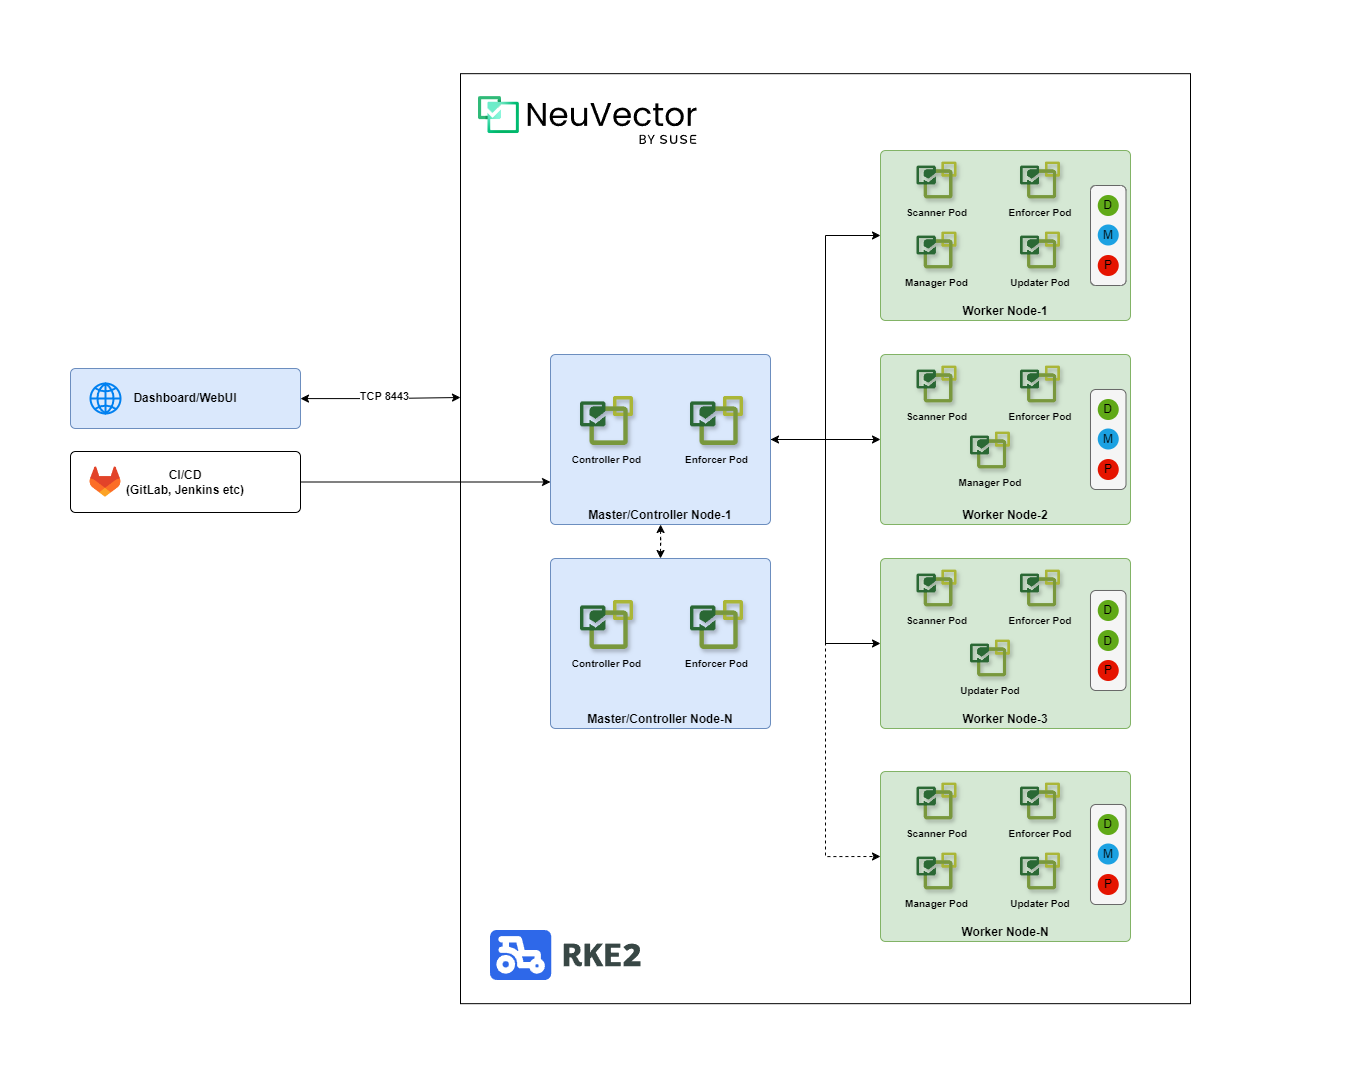 NeuVector
BY SUSE
Dashboard/WebUI
TCP 8443
CI/CD
(GitLab, Jenkins etc)
Controller Pod
Enforcer Pod
Master/Controller Node-1
Controller Pod
Enforcer Pod
Master/Controller Node-N
Scanner Pod
Enforcer Pod
Manager Pod
Updater Pod
D
M
P
Worker Node-1
Scanner Pod
Enforcer Pod
Manager Pod
D
M
P
Worker Node-2
Scanner Pod
Enforcer Pod
Updater Pod
D
D
P
Worker Node-3
Scanner Pod
Enforcer Pod
Manager Pod
Updater Pod
D
M
P
Worker Node-N
RKE2